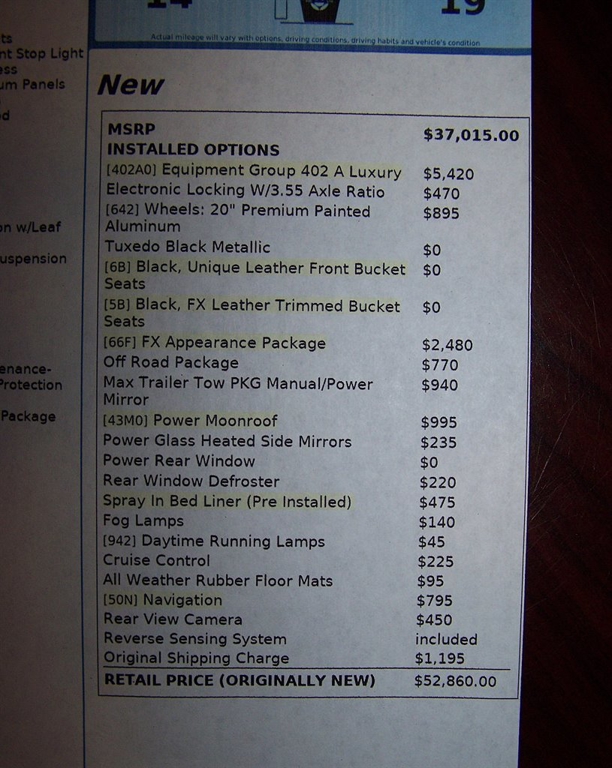 14 19
Actual mileage will vary with options, driving conditions, driving habits and vehicle's condition
ts
nt Stop Light
ess
um Panels
d
on w/Leaf
uspension
enance-
Protection
Package
New
MSRP $37,015.00
INSTALLED OPTIONS
[402A0] Equipment Group 402 A Luxury $5,420
Electronic Locking W/3.55 Axle Ratio $470
[642] Wheels: 20" Premium Painted $895
Aluminum
Tuxedo Black Metallic $0
[6B] Black, Unique Leather Front Bucket $0
Seats
[5B] Black, FX Leather Trimmed Bucket $0
Seats
[66F] FX Appearance Package $2,480
Off Road Package $770
Max Trailer Tow PKG Manual/Power $940
Mirror
[43M0] Power Moonroof $995
Power Glass Heated Side Mirrors $235
Power Rear Window $0
Rear Window Defroster $220
Spray In Bed Liner (Pre Installed) $475
Fog Lamps $140
[942] Daytime Running Lamps $45
Cruise Control $225
All Weather Rubber Floor Mats $95
[50N] Navigation $795
Rear View Camera $450
Reverse Sensing System included
Original Shipping Charge $1,195
RETAIL PRICE (ORIGINALLY NEW) $52,860.00